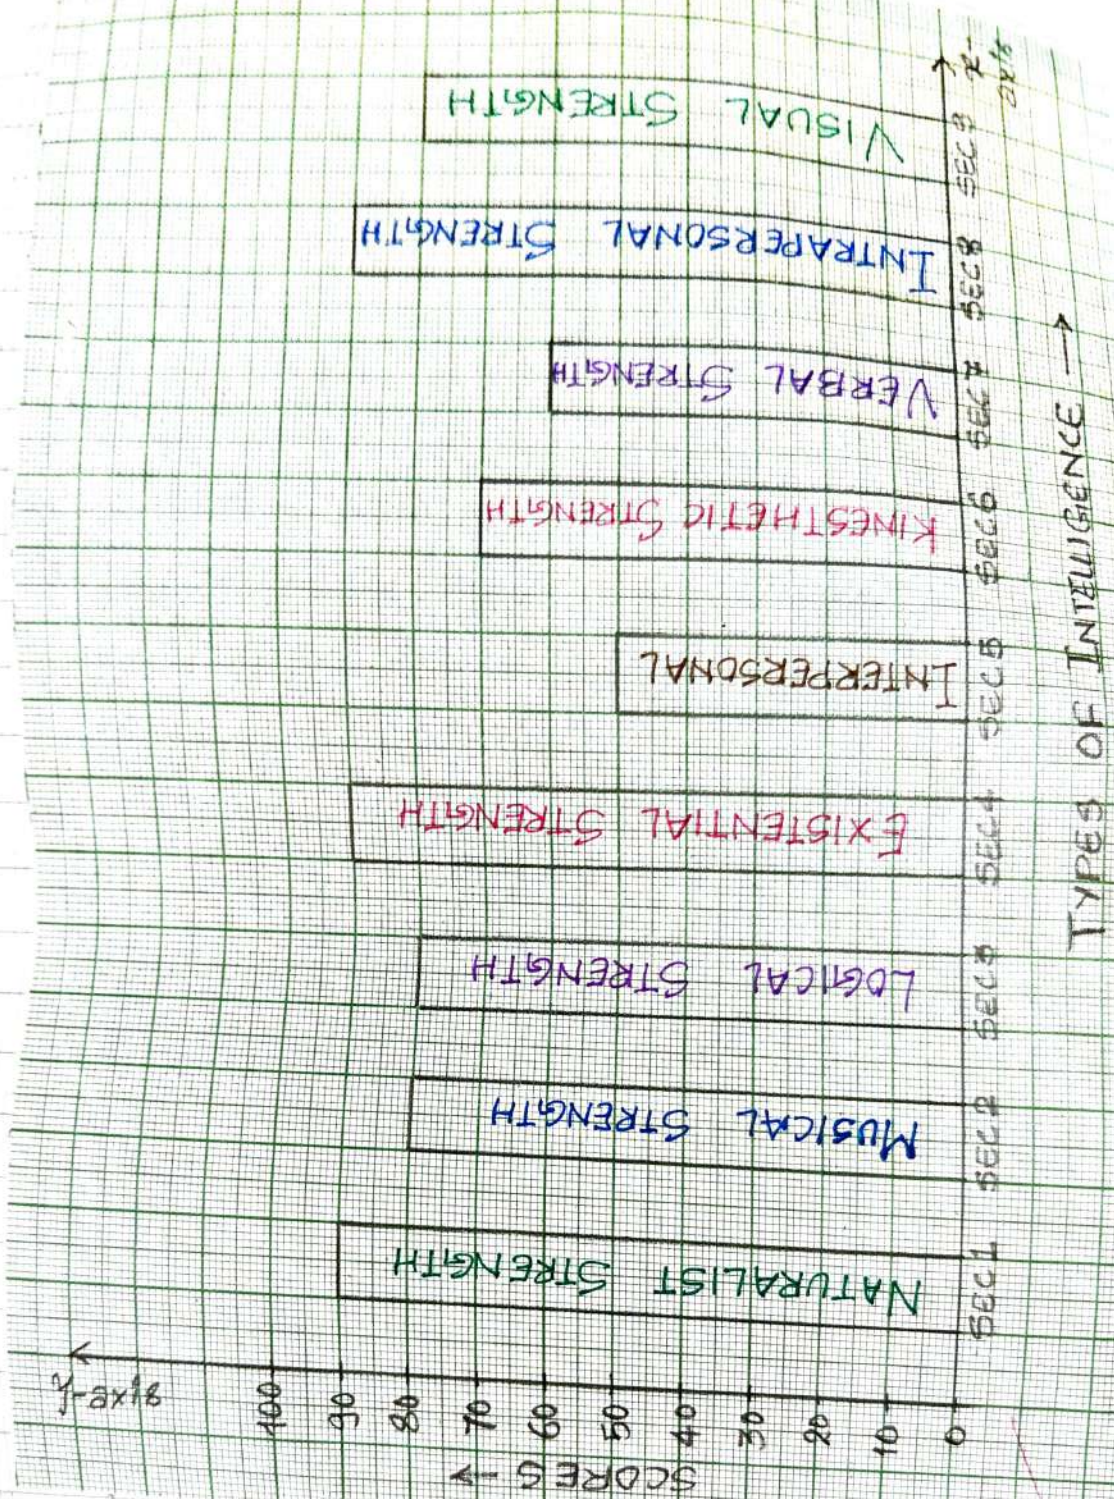 Y-axis
SCORES →
100
90
80
70
60
50
40
30
20
10
0
NATURALIST STRENGTH
MUSICAL STRENGTH
LOGICAL STRENGTH
EXISTENTIAL STRENGTH
INTERPERSONAL
KINESTHETIC STRENGTH
VERBAL STRENGTH
INTRAPERSONAL STRENGTH
VISUAL STRENGTH
SEC 1
SEC 2
SEC 3
SEC 4
SEC 5
SEC 6
SEC 7
SEC 8
SEC 9
X-
axis
TYPES OF INTELLIGENCE →